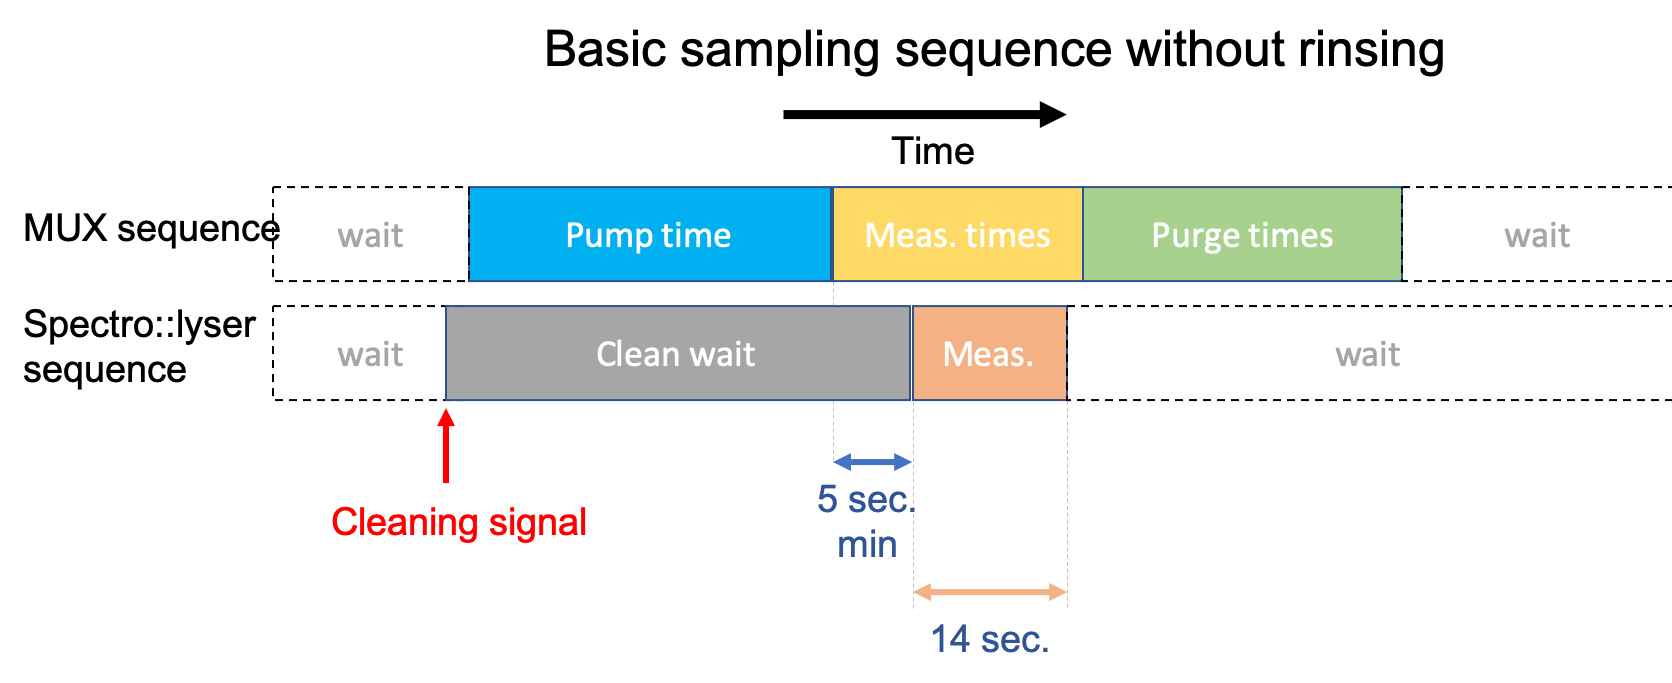 Basic sampling sequence without rinsing
Time
MUX sequence
wait
Pump time
Meas. times
Purge times
wait
Spectro::lyser
sequence
wait
Clean wait
Meas.
wait
Cleaning signal
5 sec.
min
14 sec.